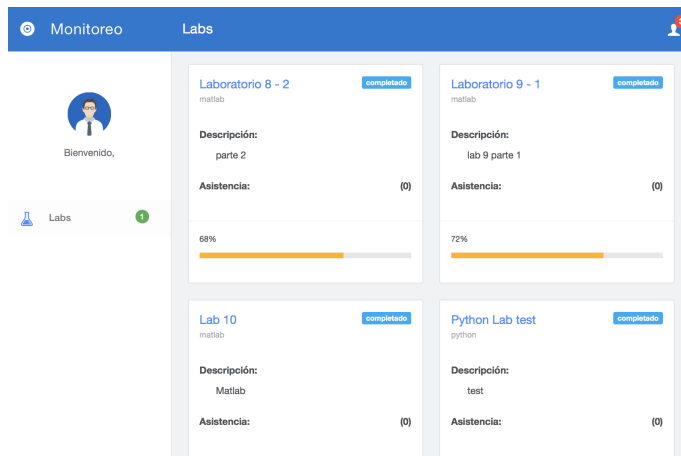 Monitoreo
Labs
Bienvenido,
Labs
1
Laboratorio 8 - 2
completado
matlab
Descripción:
parte 2
Asistencia:
(0)
68%
Laboratorio 9 - 1
completado
matlab
Descripción:
lab 9 parte 1
Asistencia:
(0)
72%
Lab 10
completado
matlab
Descripción:
Matlab
Asistencia:
(0)
Python Lab test
completado
python
Descripción:
test
Asistencia:
(0)